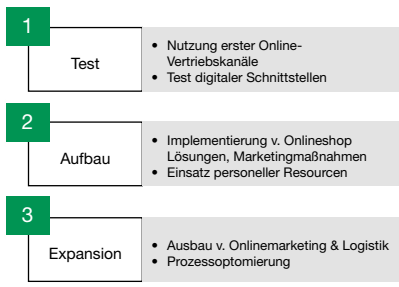 1
Test
• Nutzung erster Online-
Vertriebskanäle
• Test digitaler Schnittstellen
2
Aufbau
• Implementierung v. Onlineshop
Lösungen, Marketingmaßnahmen
• Einsatz personeller Resourcen
3
Expansion
• Ausbau v. Onlinemarketing & Logistik
• Prozessoptomierung